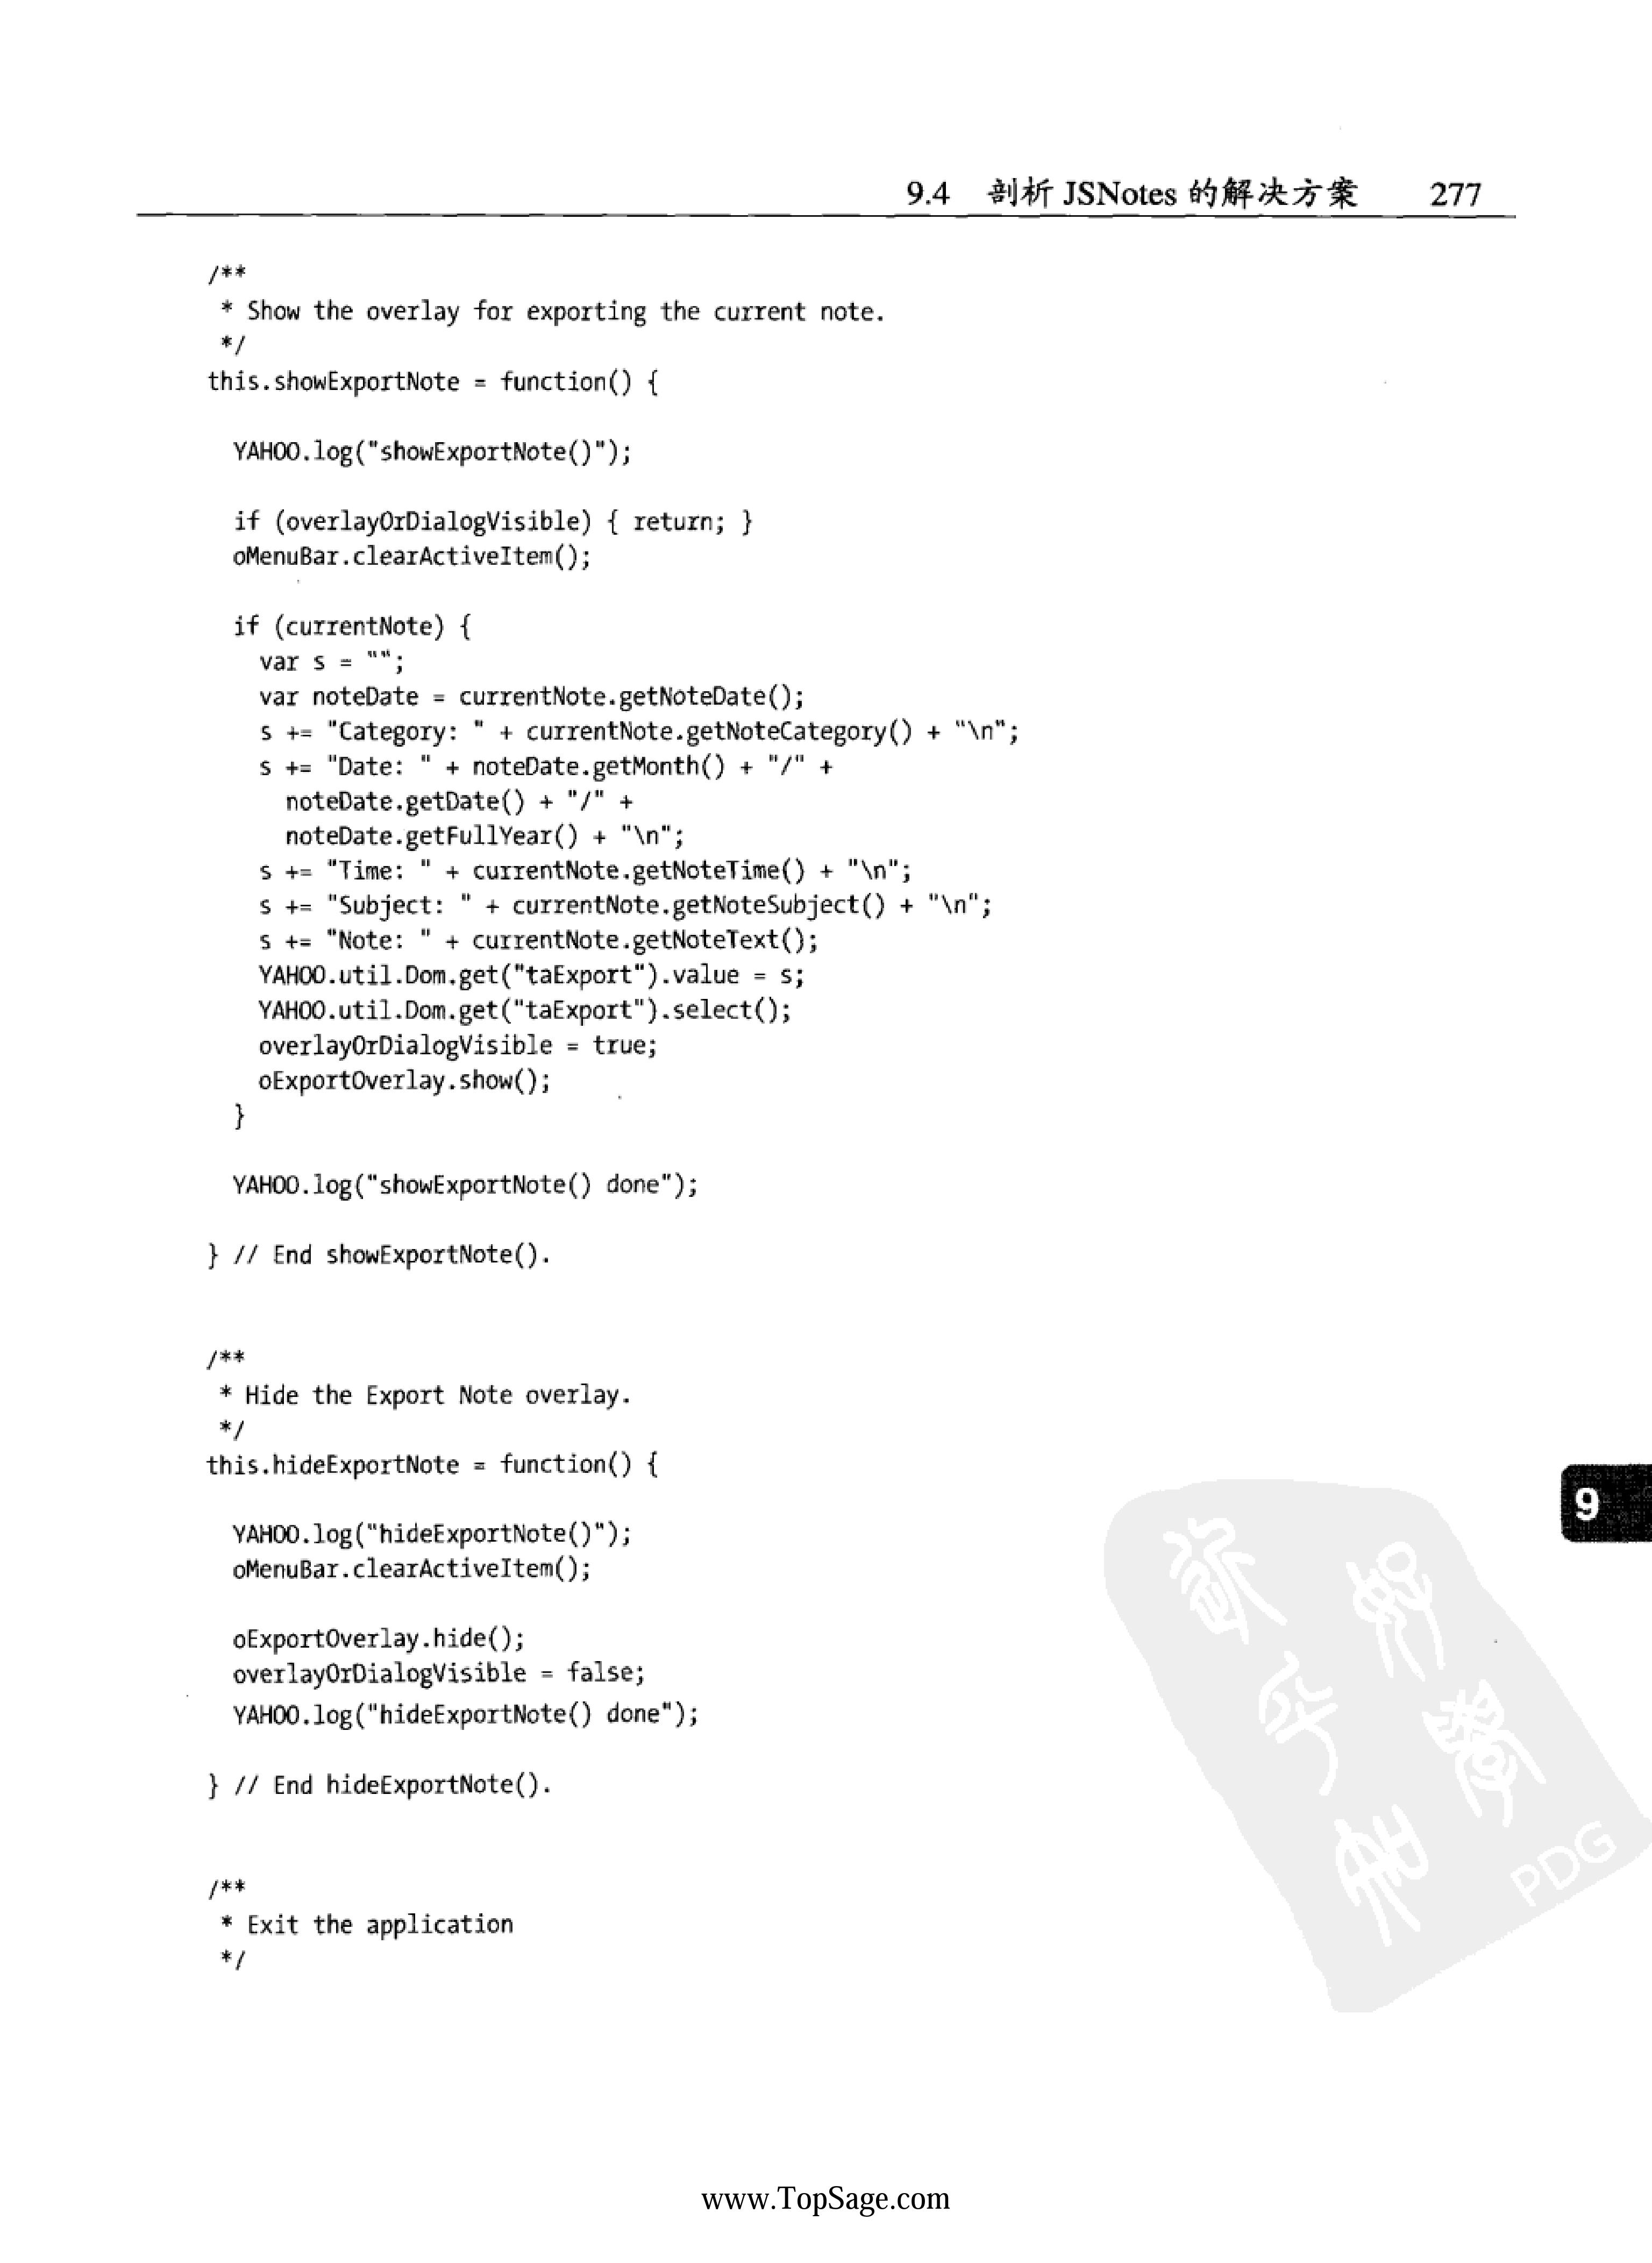 9.4 剖析 JSNotes 的解决方案 277
/**
 * Show the overlay for exporting the current note.
 */
this.showExportNote = function() {
  YAHOO.log("showExportNote()");
  if (overlayOrDialogVisible) { return; }
  oMenuBar.clearActiveItem();
  if (currentNote) {
    var s = "";
    var noteDate = currentNote.getNoteDate();
    s += "Category: " + currentNote.getNoteCategory() + "\n";
    s += "Date: " + noteDate.getMonth() + "/" +
      noteDate.getDate() + "/" +
      noteDate.getFullYear() + "\n";
    s += "Time: " + currentNote.getNoteTime() + "\n";
    s += "Subject: " + currentNote.getNoteSubject() + "\n";
    s += "Note: " + currentNote.getNoteText();
    YAHOO.util.Dom.get("taExport").value = s;
    YAHOO.util.Dom.get("taExport").select();
    overlayOrDialogVisible = true;
    oExportOverlay.show();
  }
  YAHOO.log("showExportNote() done");
} // End showExportNote().
/**
 * Hide the Export Note overlay.
 */
this.hideExportNote = function() {
  YAHOO.log("hideExportNote()");
  oMenuBar.clearActiveItem();
  oExportOverlay.hide();
  overlayOrDialogVisible = false;
  YAHOO.log("hideExportNote() done");
} // End hideExportNote().
/**
 * Exit the application
 */
9
PDG
www.TopSage.com